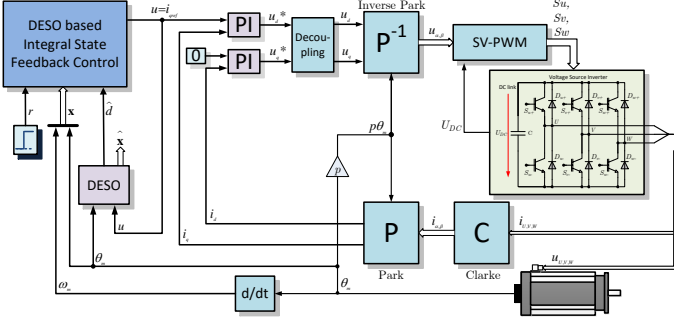 DESO based
Integral State
Feedback Control
u=i_qref
PI
PI
0
u_d*
u_q*
Decou-
pling
u_d
u_q
Inverse Park
P⁻¹
u_α,β
SV-PWM
Su,
Sv,
Sw
Voltage Source Inverter
DC link
U_DC
C
U
V
W
U_DC
r
x
d̂
x̂
DESO
u
pθ_m
p
i_d
i_q
P
Park
i_α,β
C
Clarke
i_U,V,W
u_U,V,W
θ_m
ω_m
d/dt
θ_m